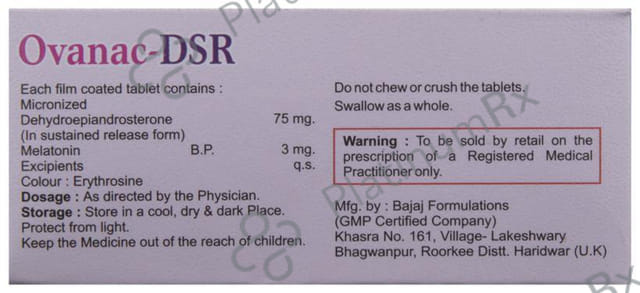 Ovanac-DSR
Each film coated tablet contains :
Micronized
Dehydroepiandrosterone 75 mg.
(In sustained release form)
Melatonin B.P. 3 mg.
Excipients q.s.
Colour : Erythrosine
Dosage : As directed by the Physician.
Storage : Store in a cool, dry & dark Place.
Protect from light.
Keep the Medicine out of the reach of children.
Do not chew or crush the tablets.
Swallow as a whole.
Warning : To be sold by retail on the
prescription of a Registered Medical
Practitioner only.
Mfg. by : Bajaj Formulations
(GMP Certified Company)
Khasra No. 161, Village- Lakeshwary
Bhagwanpur, Roorkee Distt. Haridwar (U.K)
PlatinumRx